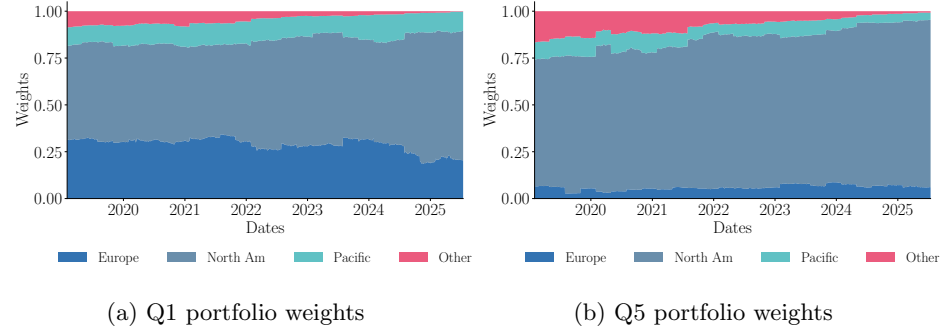 1.00
0.75
0.50
0.25
0.00
Weights
2020 2021 2022 2023 2024 2025
Dates
Europe North Am Pacific Other
(a) Q1 portfolio weights
1.00
0.75
0.50
0.25
0.00
Weights
2020 2021 2022 2023 2024 2025
Dates
Europe North Am Pacific Other
(b) Q5 portfolio weights